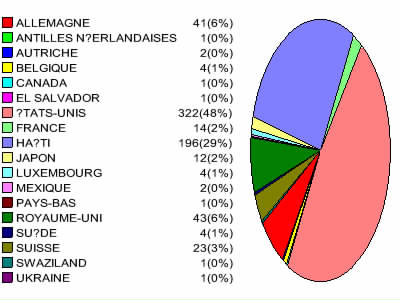 ALLEMAGNE 41(6%)
ANTILLES N?ERLANDAISES 1(0%)
AUTRICHE 2(0%)
BELGIQUE 4(1%)
CANADA 1(0%)
EL SALVADOR 1(0%)
?TATS-UNIS 322(48%)
FRANCE 14(2%)
HA?TI 196(29%)
JAPON 12(2%)
LUXEMBOURG 4(1%)
MEXIQUE 2(0%)
PAYS-BAS 1(0%)
ROYAUME-UNI 43(6%)
SU?DE 4(1%)
SUISSE 23(3%)
SWAZILAND 1(0%)
UKRAINE 1(0%)